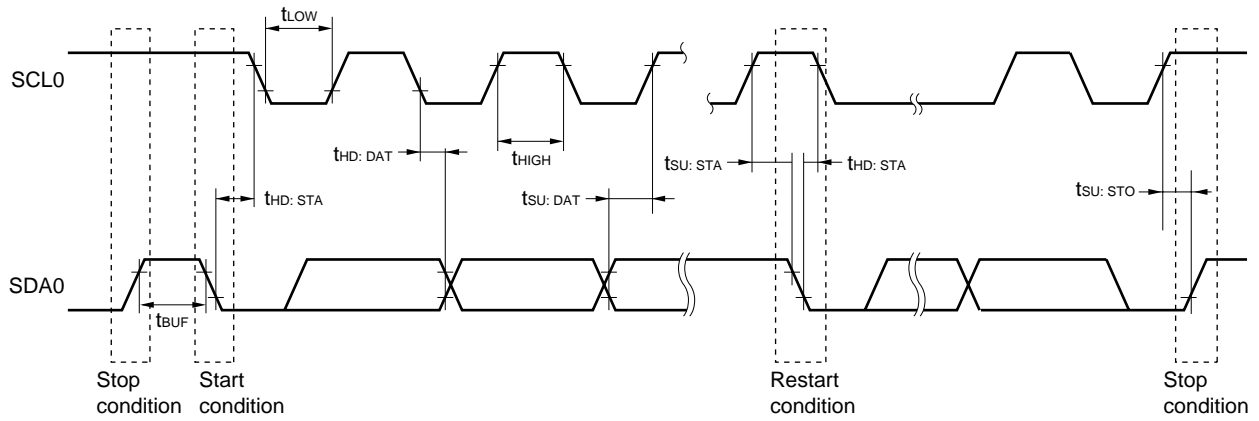 tLOW
SCL0
tHD: DAT
tHIGH
tSU: STA
tHD: STA
tHD: STA
tSU: DAT
tSU: STO
SDA0
tBUF
Stop
condition
Start
condition
Restart
condition
Stop
condition